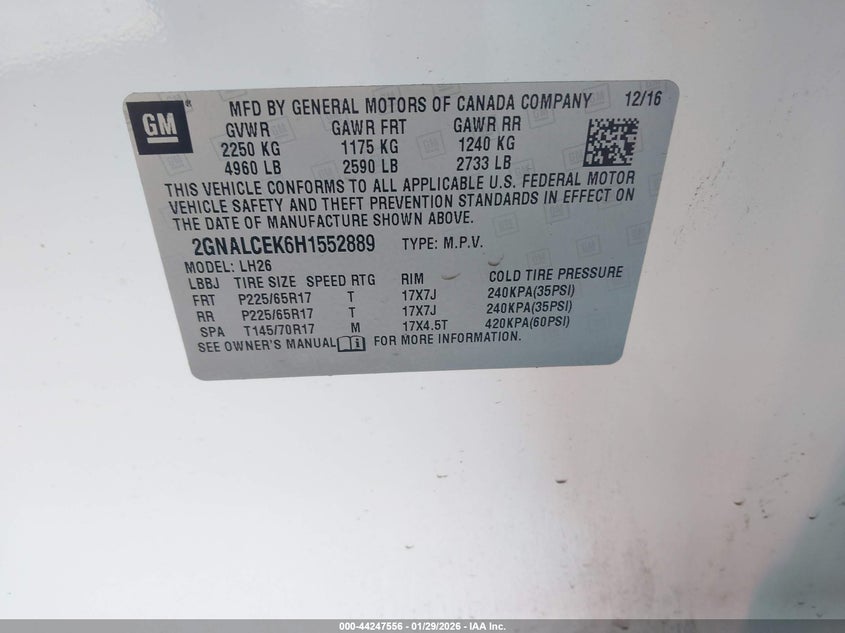 GM ® MFD BY GENERAL MOTORS OF CANADA COMPANY 12/16
GVWR GAWR FRT GAWR RR
2250 KG 1175 KG 1240 KG
4960 LB 2590 LB 2733 LB
THIS VEHICLE CONFORMS TO ALL APPLICABLE U.S. FEDERAL MOTOR
VEHICLE SAFETY AND THEFT PREVENTION STANDARDS IN EFFECT ON
THE DATE OF MANUFACTURE SHOWN ABOVE.
2GNALCEK6H1552889 TYPE: M.P.V.
MODEL: LH26
LBBJ TIRE SIZE SPEED RTG RIM COLD TIRE PRESSURE
FRT P225/65R17 T 17X7J 240KPA(35PSI)
RR P225/65R17 T 17X7J 240KPA(35PSI)
SPA T145/70R17 M 17X4.5T 420KPA(60PSI)
SEE OWNER'S MANUAL FOR MORE INFORMATION.
000-44247556 - 01/29/2026 - IAA Inc.